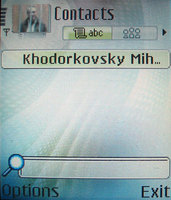 Contacts
abc
Khodorkovsky Mih...
Options Exit